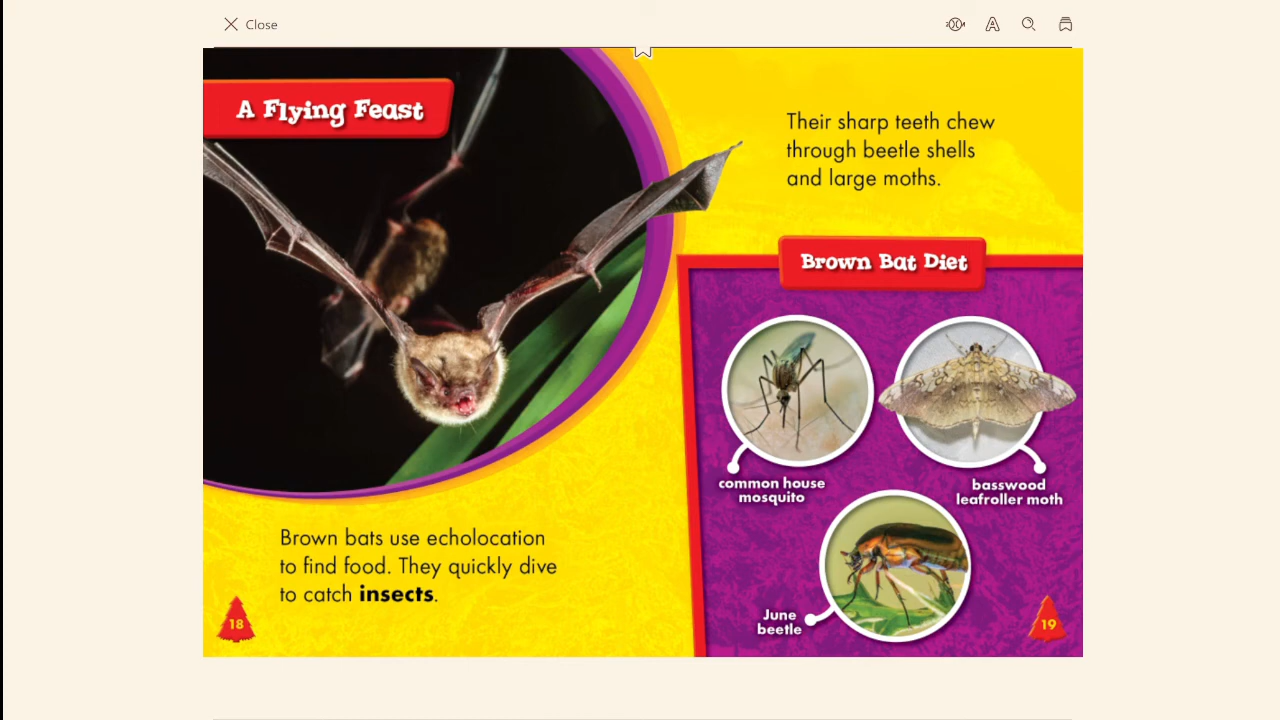 Close
A Flying Feast
Brown bats use echolocation
to find food. They quickly dive
to catch insects.
18
Their sharp teeth chew
through beetle shells
and large moths.
Brown Bat Diet
common house
mosquito
basswood
leafroller moth
June
beetle
19